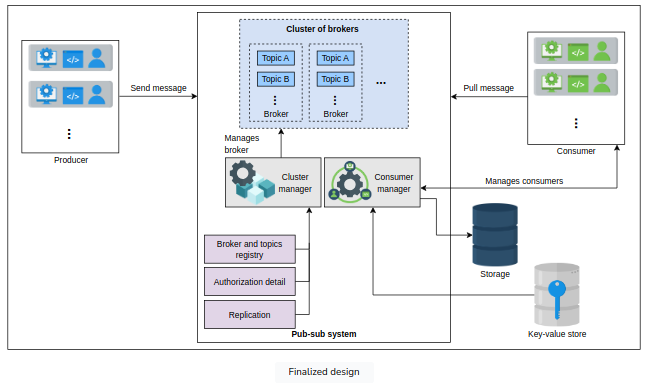 Cluster of brokers
Topic A
Topic B
Broker
Topic A
Topic B
Broker
...
</>
</>
Producer
Send message
Pull message
</>
</>
Consumer
Manages
broker
Cluster
manager
Consumer
manager
Manages consumers
Broker and topics
registry
Authorization detail
Replication
Storage
Key-value store
Pub-sub system
Finalized design